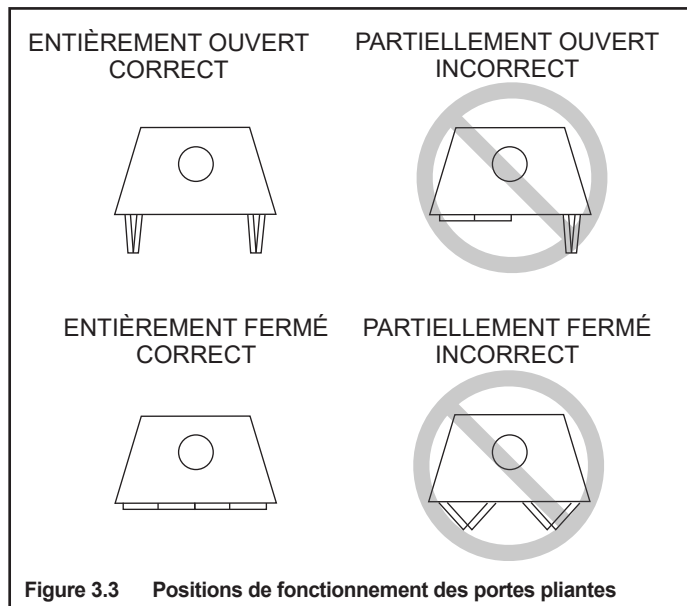 ENTIÈREMENT OUVERT
CORRECT
PARTIELLEMENT OUVERT
INCORRECT
ENTIÈREMENT FERMÉ
CORRECT
PARTIELLEMENT FERMÉ
INCORRECT
Figure 3.3 Positions de fonctionnement des portes pliantes